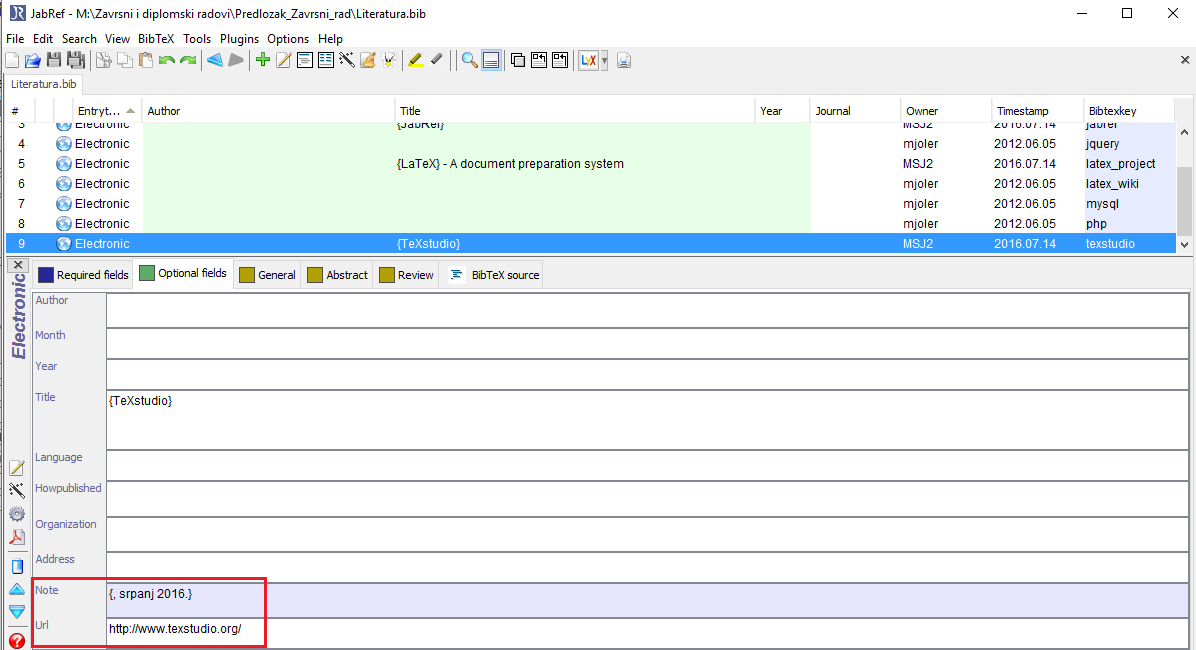 JabRef - M:\Zavrsni i diplomski radovi\Predlozak_Zavrsni_rad\Literatura.bib
File Edit Search View BibTeX Tools Plugins Options Help
Literatura.bib
# Entryt... Author Title Year Journal Owner Timestamp Bibtexkey
3 Electronic {JabRef} MSJ2 2016.07.14 jabref
4 Electronic mjoler 2012.06.05 jquery
5 Electronic {LaTeX} - A document preparation system MSJ2 2016.07.14 latex_project
6 Electronic mjoler 2012.06.05 latex_wiki
7 Electronic mjoler 2012.06.05 mysql
8 Electronic mjoler 2012.06.05 php
9 Electronic {TeXstudio} MSJ2 2016.07.14 texstudio
Required fields Optional fields General Abstract Review BibTeX source
Electronic
Author
Month
Year
Title {TeXstudio}
Language
Howpublished
Organization
Address
Note {, srpanj 2016.}
Url http://www.texstudio.org/